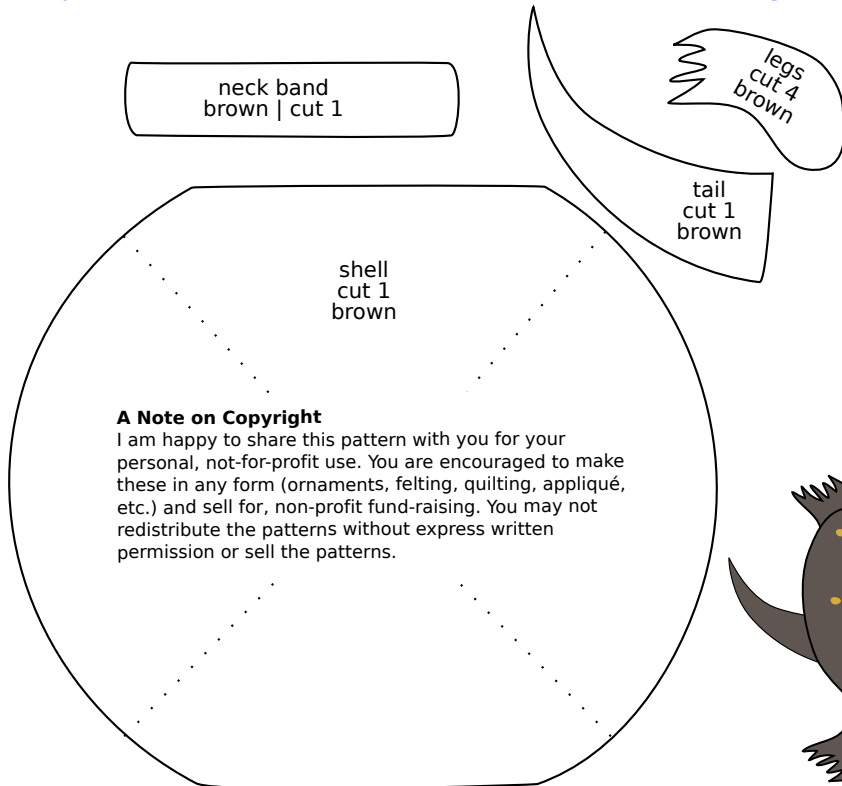 neck band
brown | cut 1
legs
cut 4
brown
tail
cut 1
brown
shell
cut 1
brown
A Note on Copyright
I am happy to share this pattern with you for your
personal, not-for-profit use. You are encouraged to make
these in any form (ornaments, felting, quilting, appliqué,
etc.) and sell for, non-profit fund-raising. You may not
redistribute the patterns without express written
permission or sell the patterns.